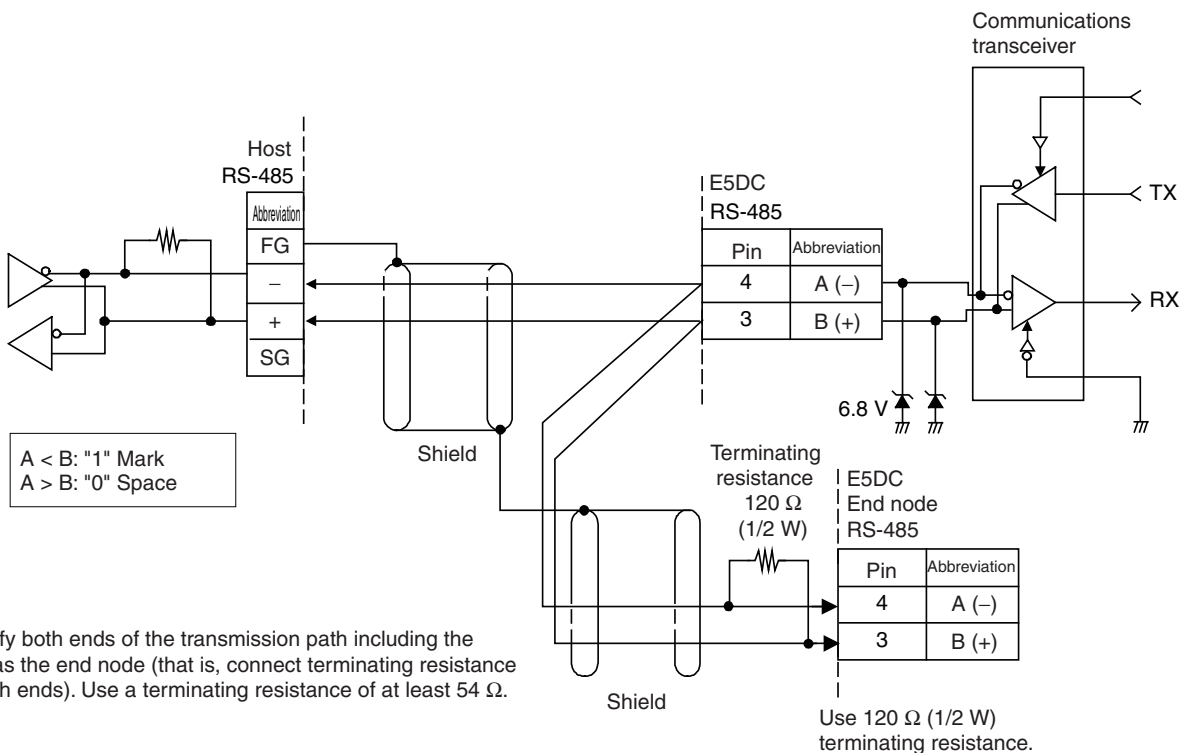 Communications
transceiver
Host
RS-485
Abbreviation
FG
−
+
SG
E5DC
RS-485
Pin Abbreviation
4 A (−)
3 B (+)
TX
RX
6.8 V
Shield
A < B: "1" Mark
A > B: "0" Space
Terminating
resistance
120 Ω
(1/2 W)
E5DC
End node
RS-485
Pin Abbreviation
4 A (−)
3 B (+)
fy both ends of the transmission path including the
as the end node (that is, connect terminating resistance
h ends). Use a terminating resistance of at least 54 Ω.
Shield
Use 120 Ω (1/2 W)
terminating resistance.